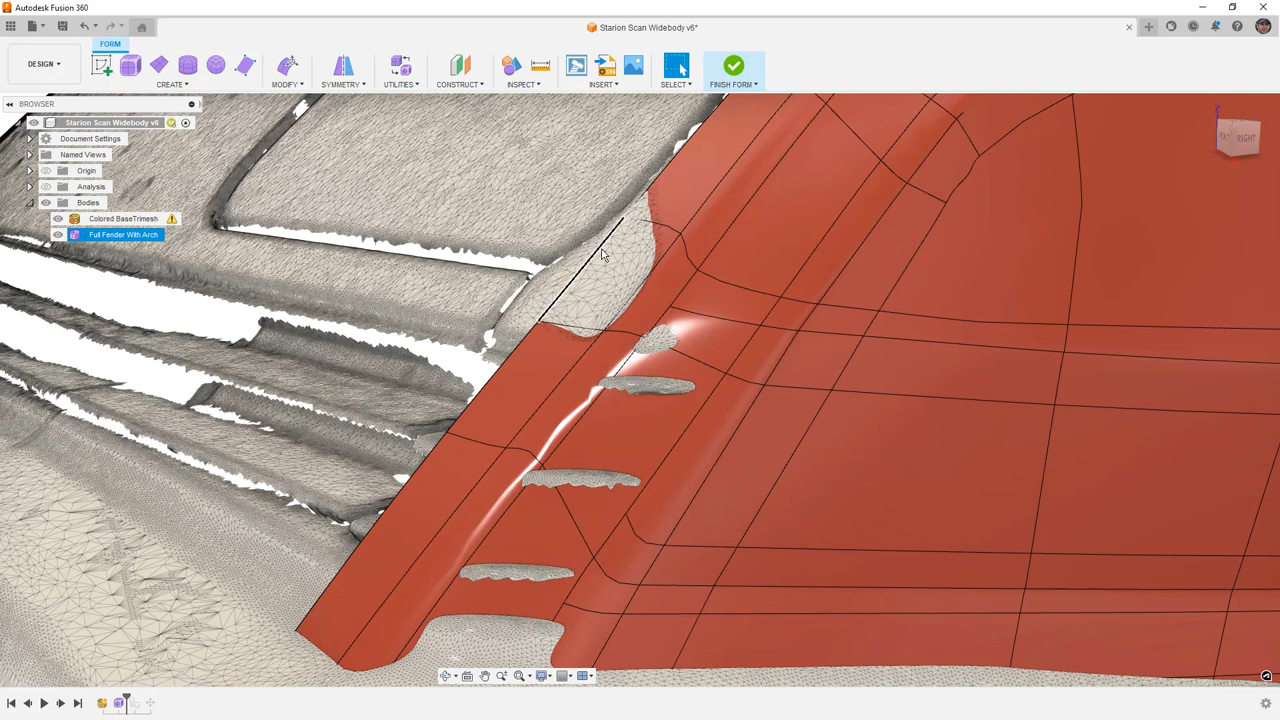 Autodesk Fusion 360
Starion Scan Widebody v6*
FORM
DESIGN
CREATE
MODIFY
SYMMETRY
UTILITIES
CONSTRUCT
INSPECT
INSERT
SELECT
FINISH FORM
BROWSER
Starion Scan Widebody v6
Document Settings
Named Views
Origin
Analysis
Bodies
Colored BaseTrimesh
Full Fender With Arch
Z
RIGHT